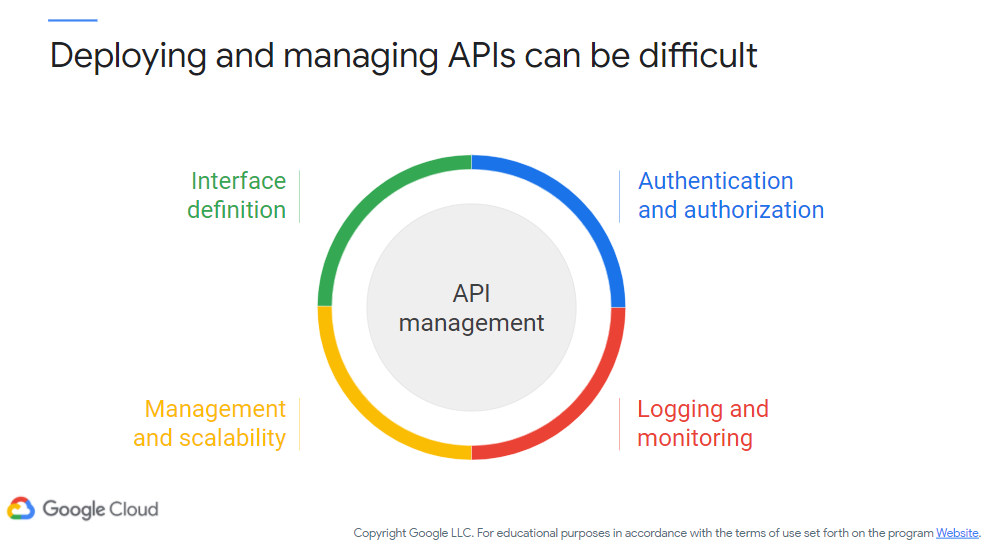 Deploying and managing APIs can be difficult
Interface
definition
Authentication
and authorization
API
management
Management
and scalability
Logging and
monitoring
Google Cloud
Copyright Google LLC. For educational purposes in accordance with the terms of use set forth on the program Website.